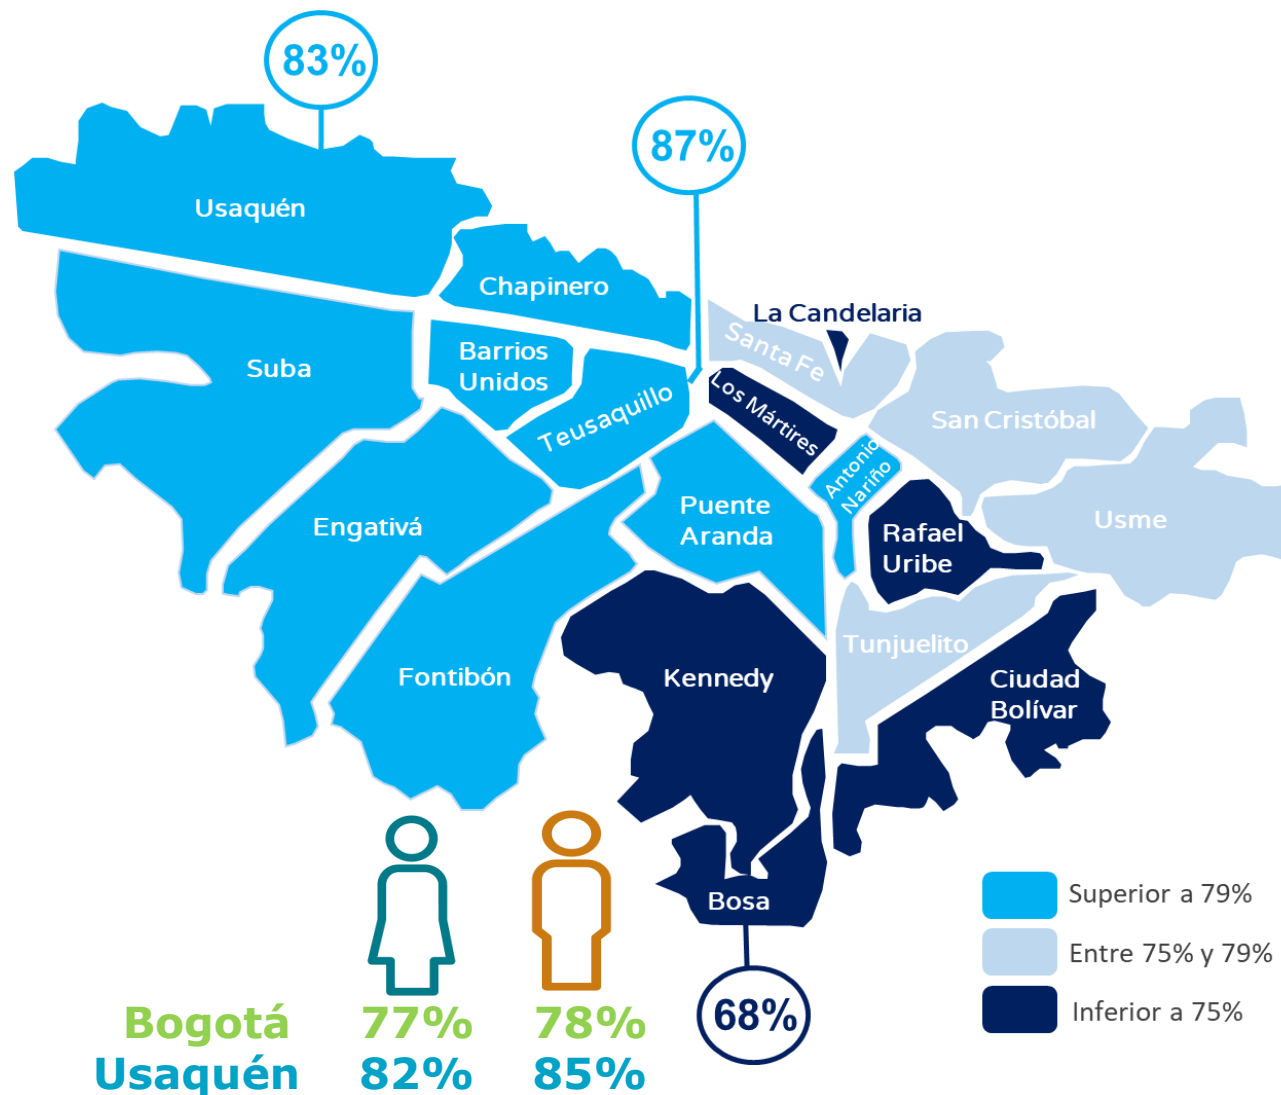 83%
87%
Usaquén
Chapinero
La Candelaria
Santa Fe
Barrios
Unidos
Suba
Teusaquillo
Los Mártires
San Cristóbal
Antonio
Nariño
Puente
Aranda
Engativá
Usme
Rafael
Uribe
Tunjuelito
Fontibón
Kennedy
Ciudad
Bolívar
Bosa
68%
Superior a 79%
Entre 75% y 79%
Inferior a 75%
Bogotá 77% 78%
Usaquén 82% 85%